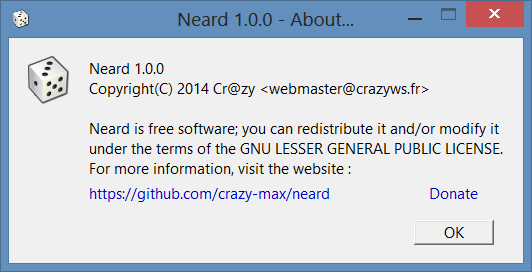 Neard 1.0.0 - About...
Neard 1.0.0
Copyright(C) 2014 Cr@zy <webmaster@crazyws.fr>
Neard is free software; you can redistribute it and/or modify it
under the terms of the GNU LESSER GENERAL PUBLIC LICENSE.
For more information, visit the website :
https://github.com/crazy-max/neard Donate
OK